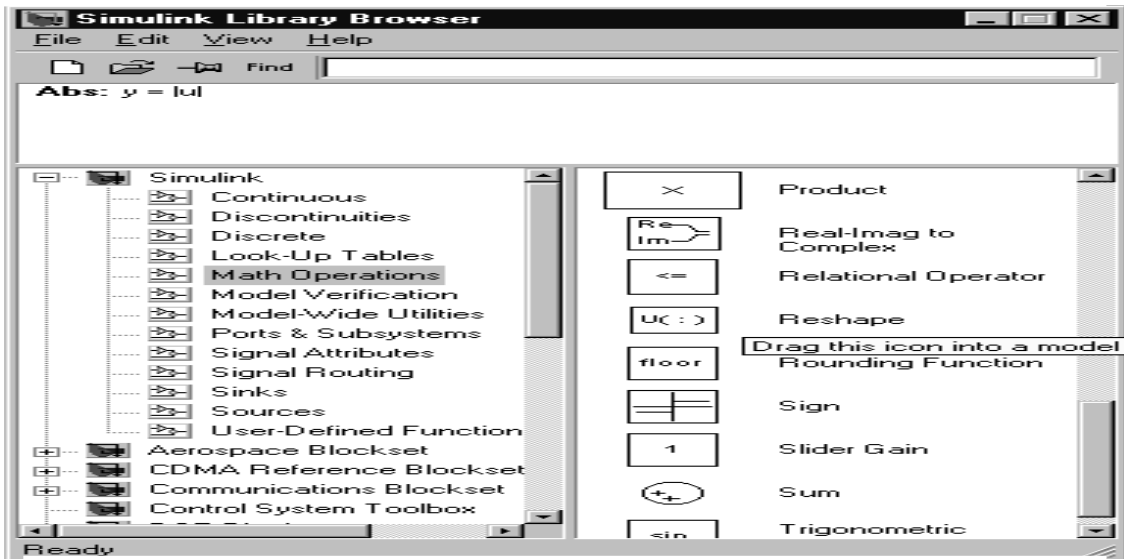 Simulink Library Browser
File Edit View Help
Find
Abs: y = |u|
Simulink
Continuous
Discontinuities
Discrete
Look-Up Tables
Math Operations
Model Verification
Model-Wide Utilities
Ports & Subsystems
Signal Attributes
Signal Routing
Sinks
Sources
User-Defined Function
Aerospace Blockset
CDMA Reference Blockset
Communications Blockset
Control System Toolbox
× Product
Re
Im
Real-Imag to
Complex
<= Relational Operator
U( : ) Reshape
Drag this icon into a model
floor Rounding Function
Sign
1 Slider Gain
+ + Sum
sin Trigonometric
Ready